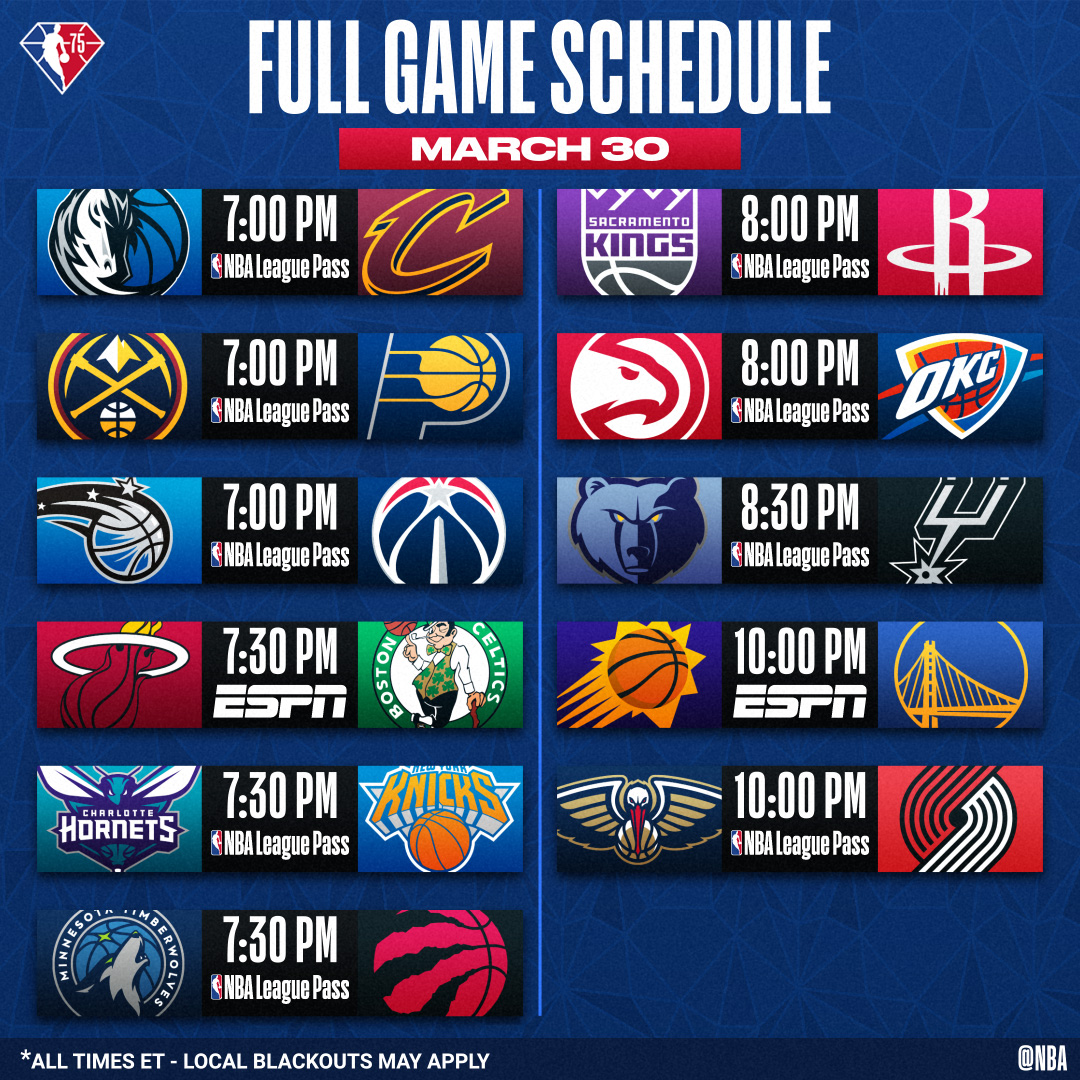 75
FULL GAME SCHEDULE
MARCH 30
7:00 PM
NBA League Pass
7:00 PM
NBA League Pass
7:00 PM
NBA League Pass
7:30 PM
ESPN
BOSTON CELTICS
CHARLOTTE
HORNETS
7:30 PM
NBA League Pass
NEW YORK
KNICKS
MINNESOTA TIMBERWOLVES
7:30 PM
NBA League Pass
SACRAMENTO
KINGS
8:00 PM
NBA League Pass
R
8:00 PM
NBA League Pass
OKC
8:30 PM
NBA League Pass
10:00 PM
ESPN
10:00 PM
NBA League Pass
*ALL TIMES ET - LOCAL BLACKOUTS MAY APPLY
@NBA